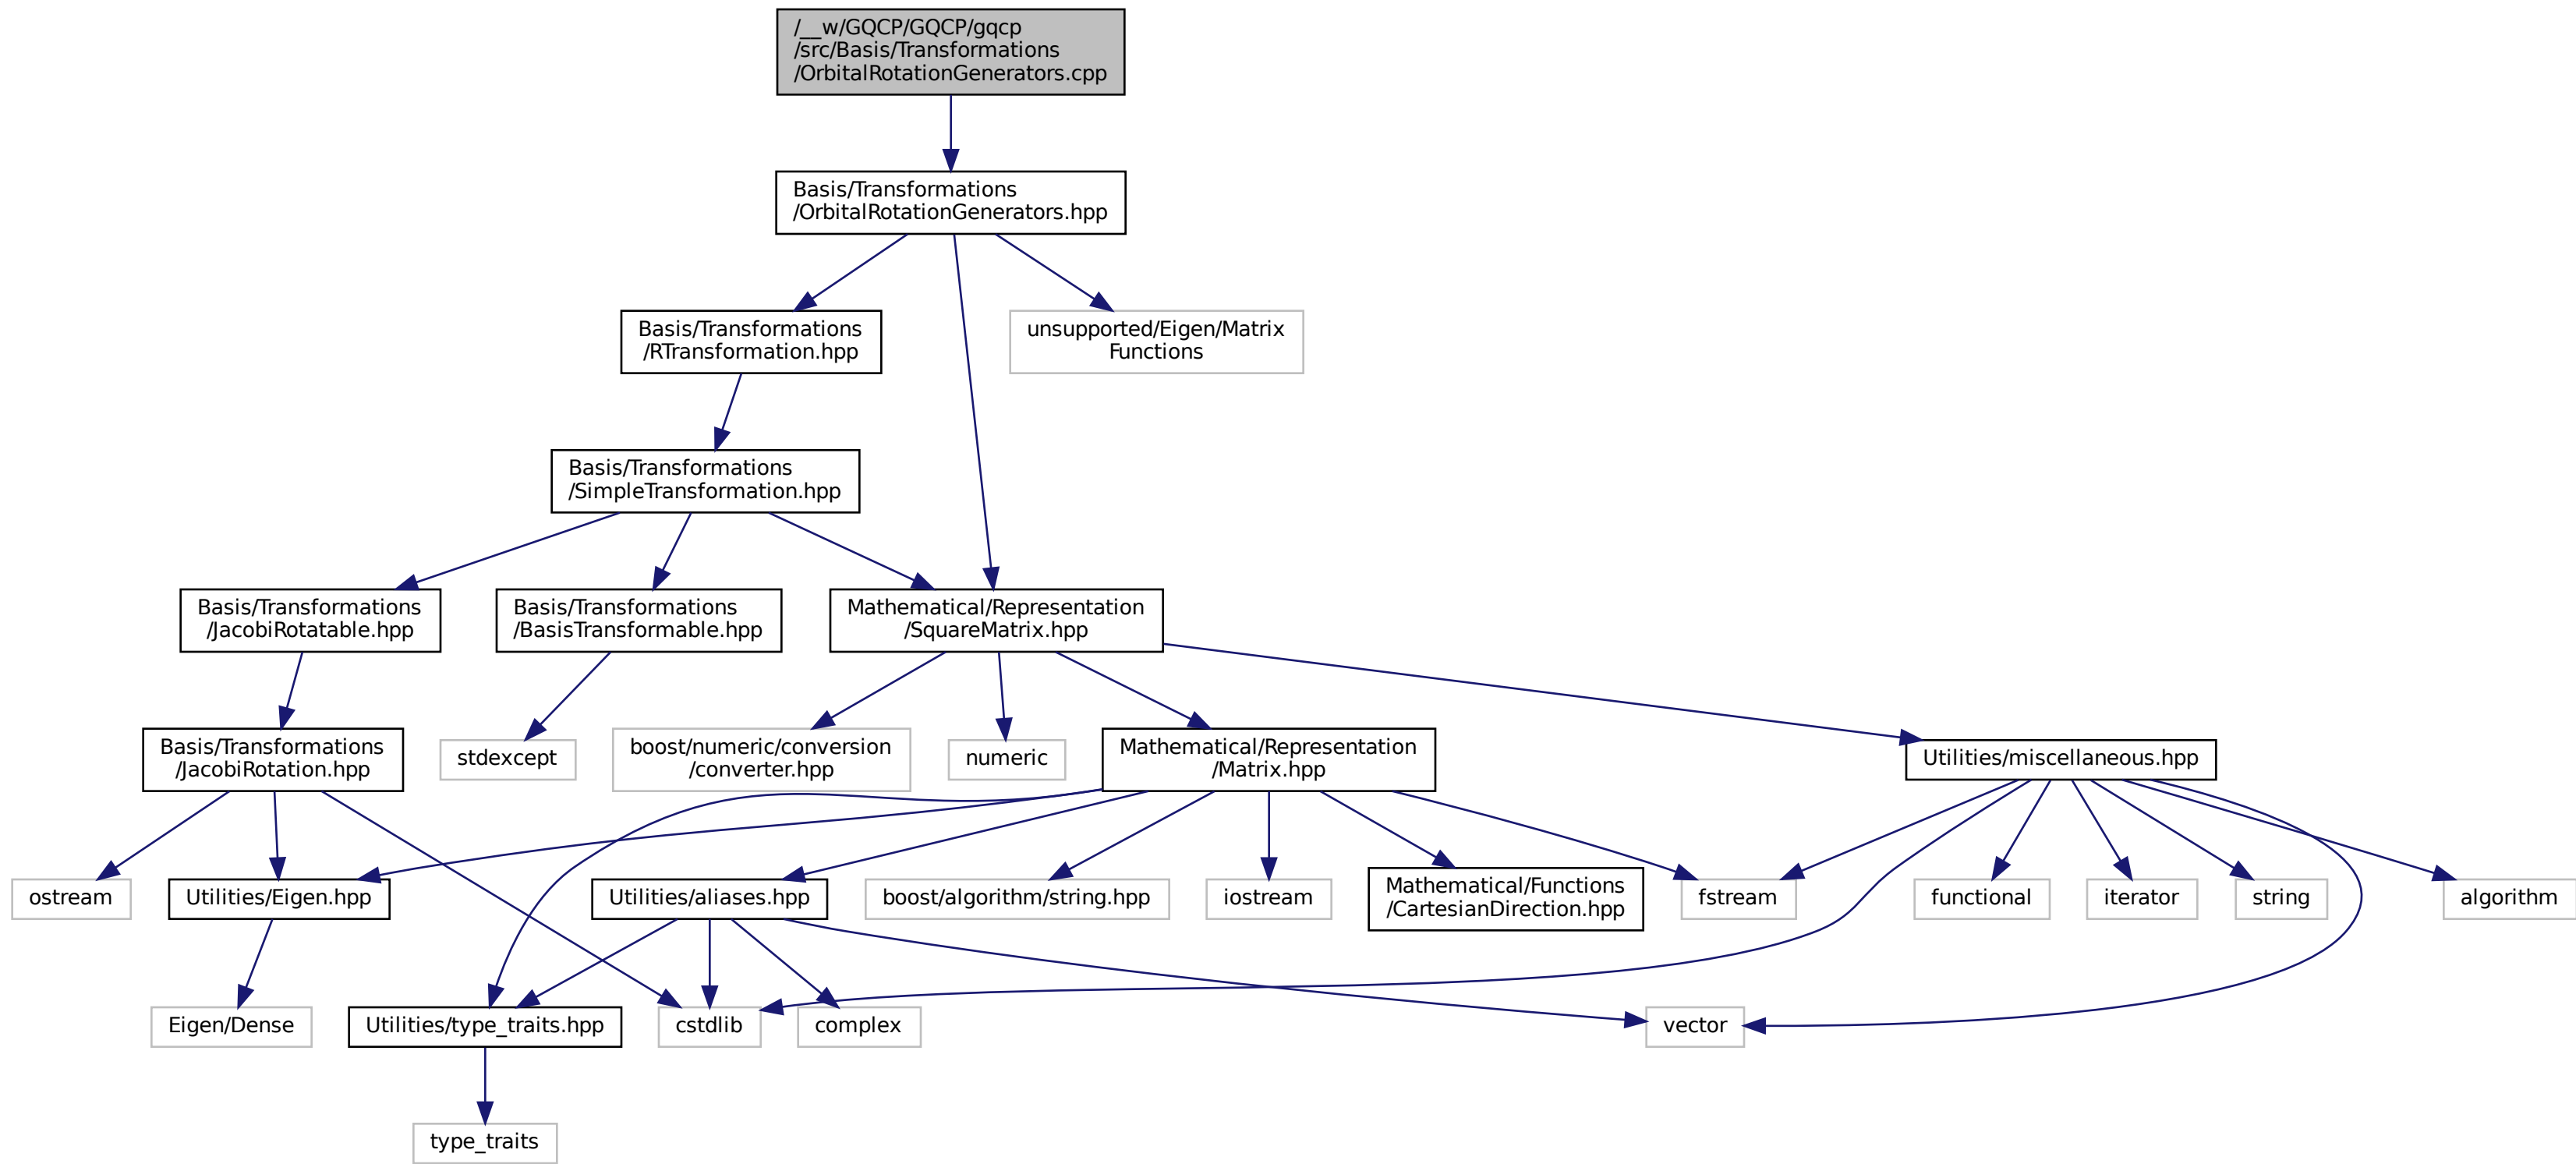 /__w/GQCP/GQCP/gqcp
/src/Basis/Transformations
/OrbitalRotationGenerators.cpp
Basis/Transformations
/OrbitalRotationGenerators.hpp
Basis/Transformations
/RTransformation.hpp
unsupported/Eigen/Matrix
Functions
Basis/Transformations
/SimpleTransformation.hpp
Basis/Transformations
/JacobiRotatable.hpp
Basis/Transformations
/BasisTransformable.hpp
Mathematical/Representation
/SquareMatrix.hpp
Basis/Transformations
/JacobiRotation.hpp
stdexcept
boost/numeric/conversion
/converter.hpp
numeric
Mathematical/Representation
/Matrix.hpp
Utilities/miscellaneous.hpp
ostream
Utilities/Eigen.hpp
Utilities/aliases.hpp
boost/algorithm/string.hpp
iostream
Mathematical/Functions
/CartesianDirection.hpp
fstream
functional
iterator
string
algorithm
Eigen/Dense
Utilities/type_traits.hpp
cstdlib
complex
vector
type_traits